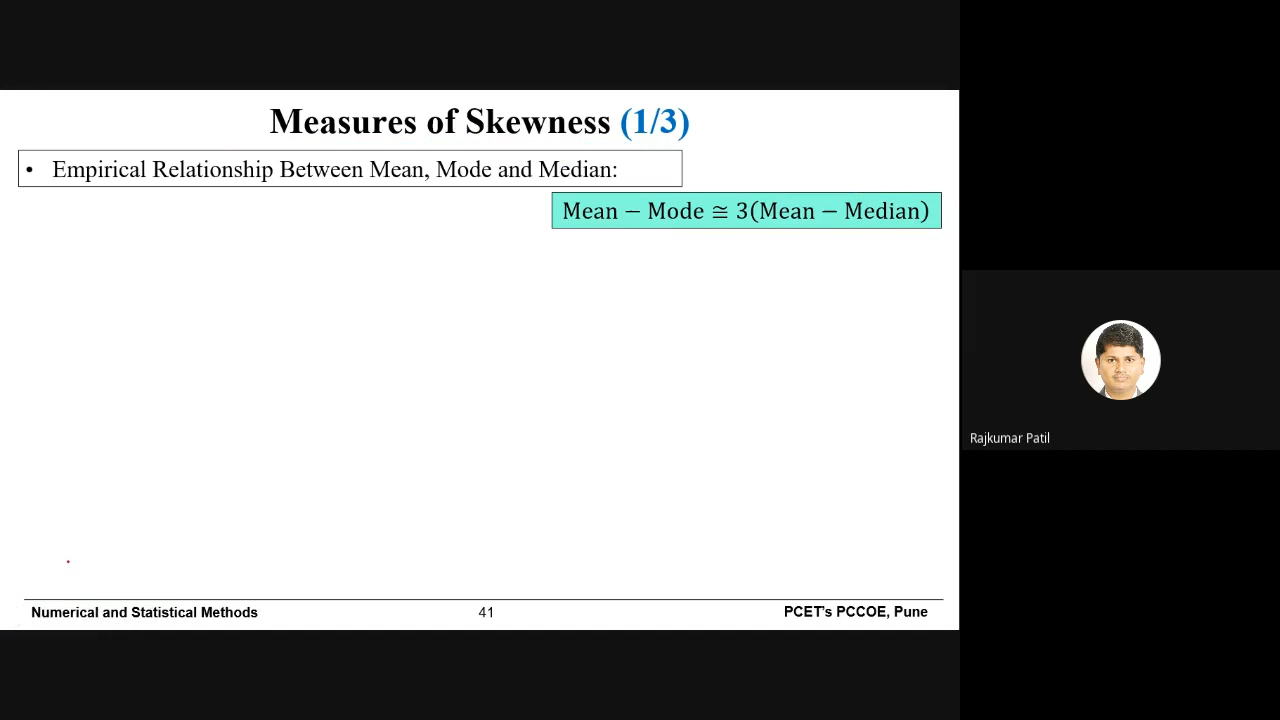 Measures of Skewness (1/3)
• Empirical Relationship Between Mean, Mode and Median:
Mean − Mode ≅ 3(Mean − Median)
Rajkumar Patil
Numerical and Statistical Methods 41 PCET's PCCOE, Pune